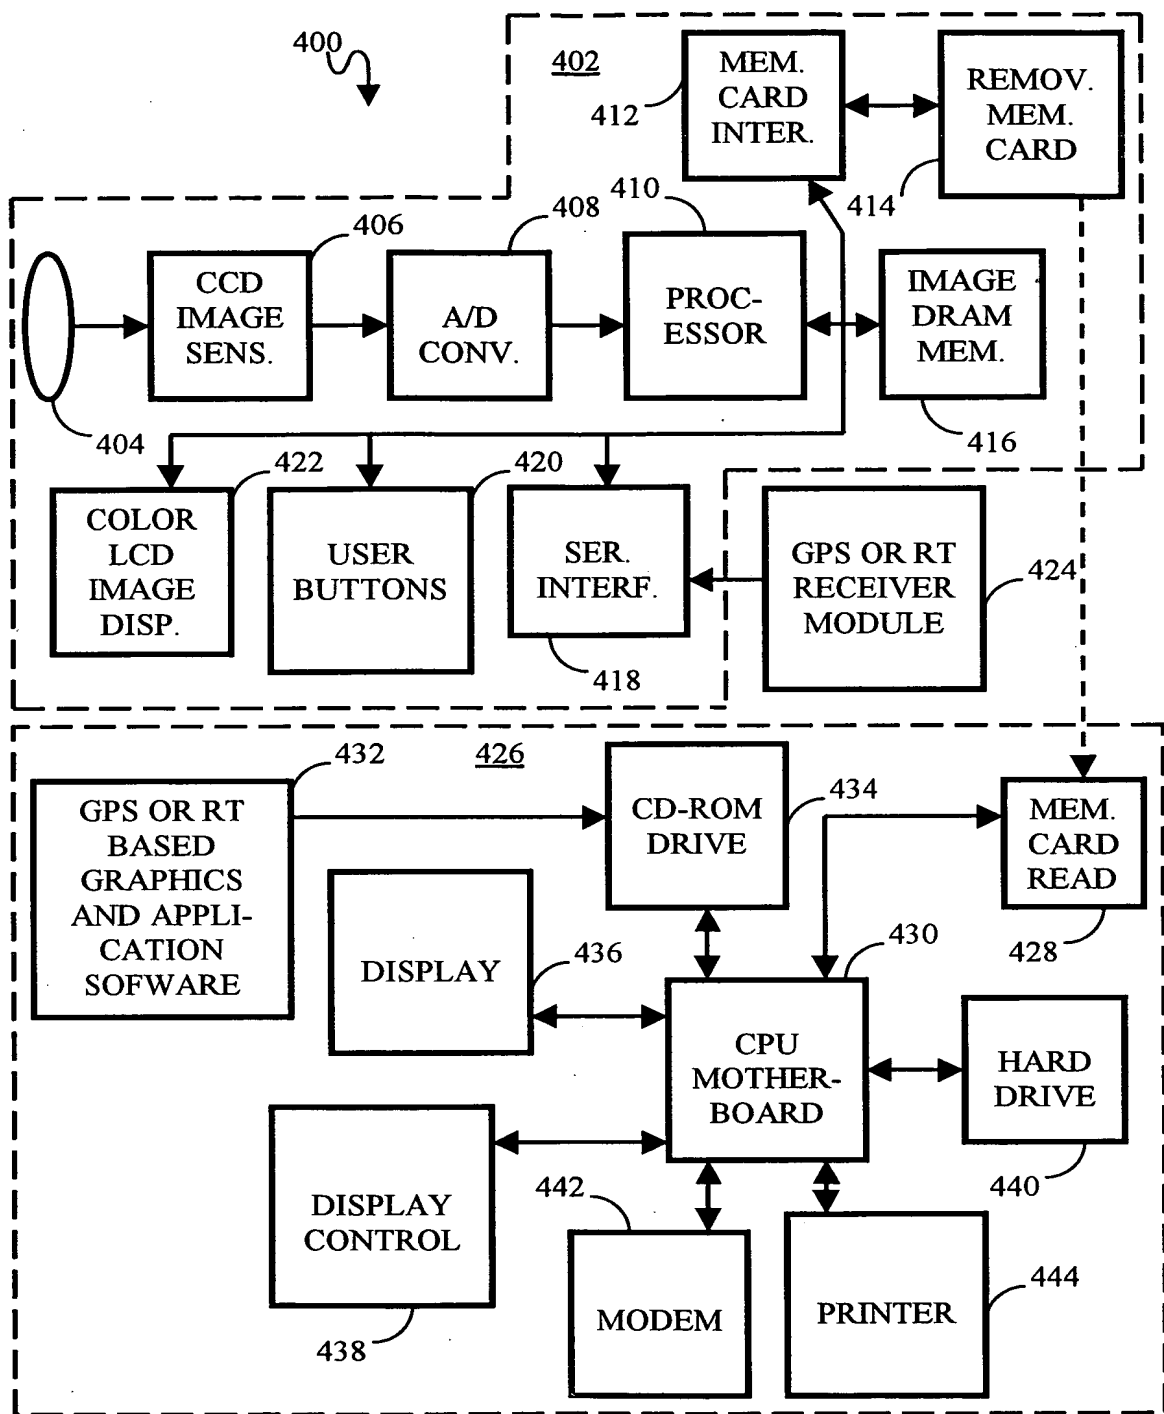 400
402
MEM.
CARD
INTER.
412
REMOV.
MEM.
CARD
414
406
408
410
CCD
IMAGE
SENS.
A/D
CONV.
PROC-
ESSOR
IMAGE
DRAM
MEM.
404
416
422
420
COLOR
LCD
IMAGE
DISP.
USER
BUTTONS
SER.
INTERF.
418
GPS OR RT
RECEIVER
MODULE
424
432
426
GPS OR RT
BASED
GRAPHICS
AND APPLI-
CATION
SOFWARE
CD-ROM
DRIVE
434
MEM.
CARD
READ
428
DISPLAY
436
430
CPU
MOTHER-
BOARD
HARD
DRIVE
440
DISPLAY
CONTROL
438
442
MODEM
PRINTER
444